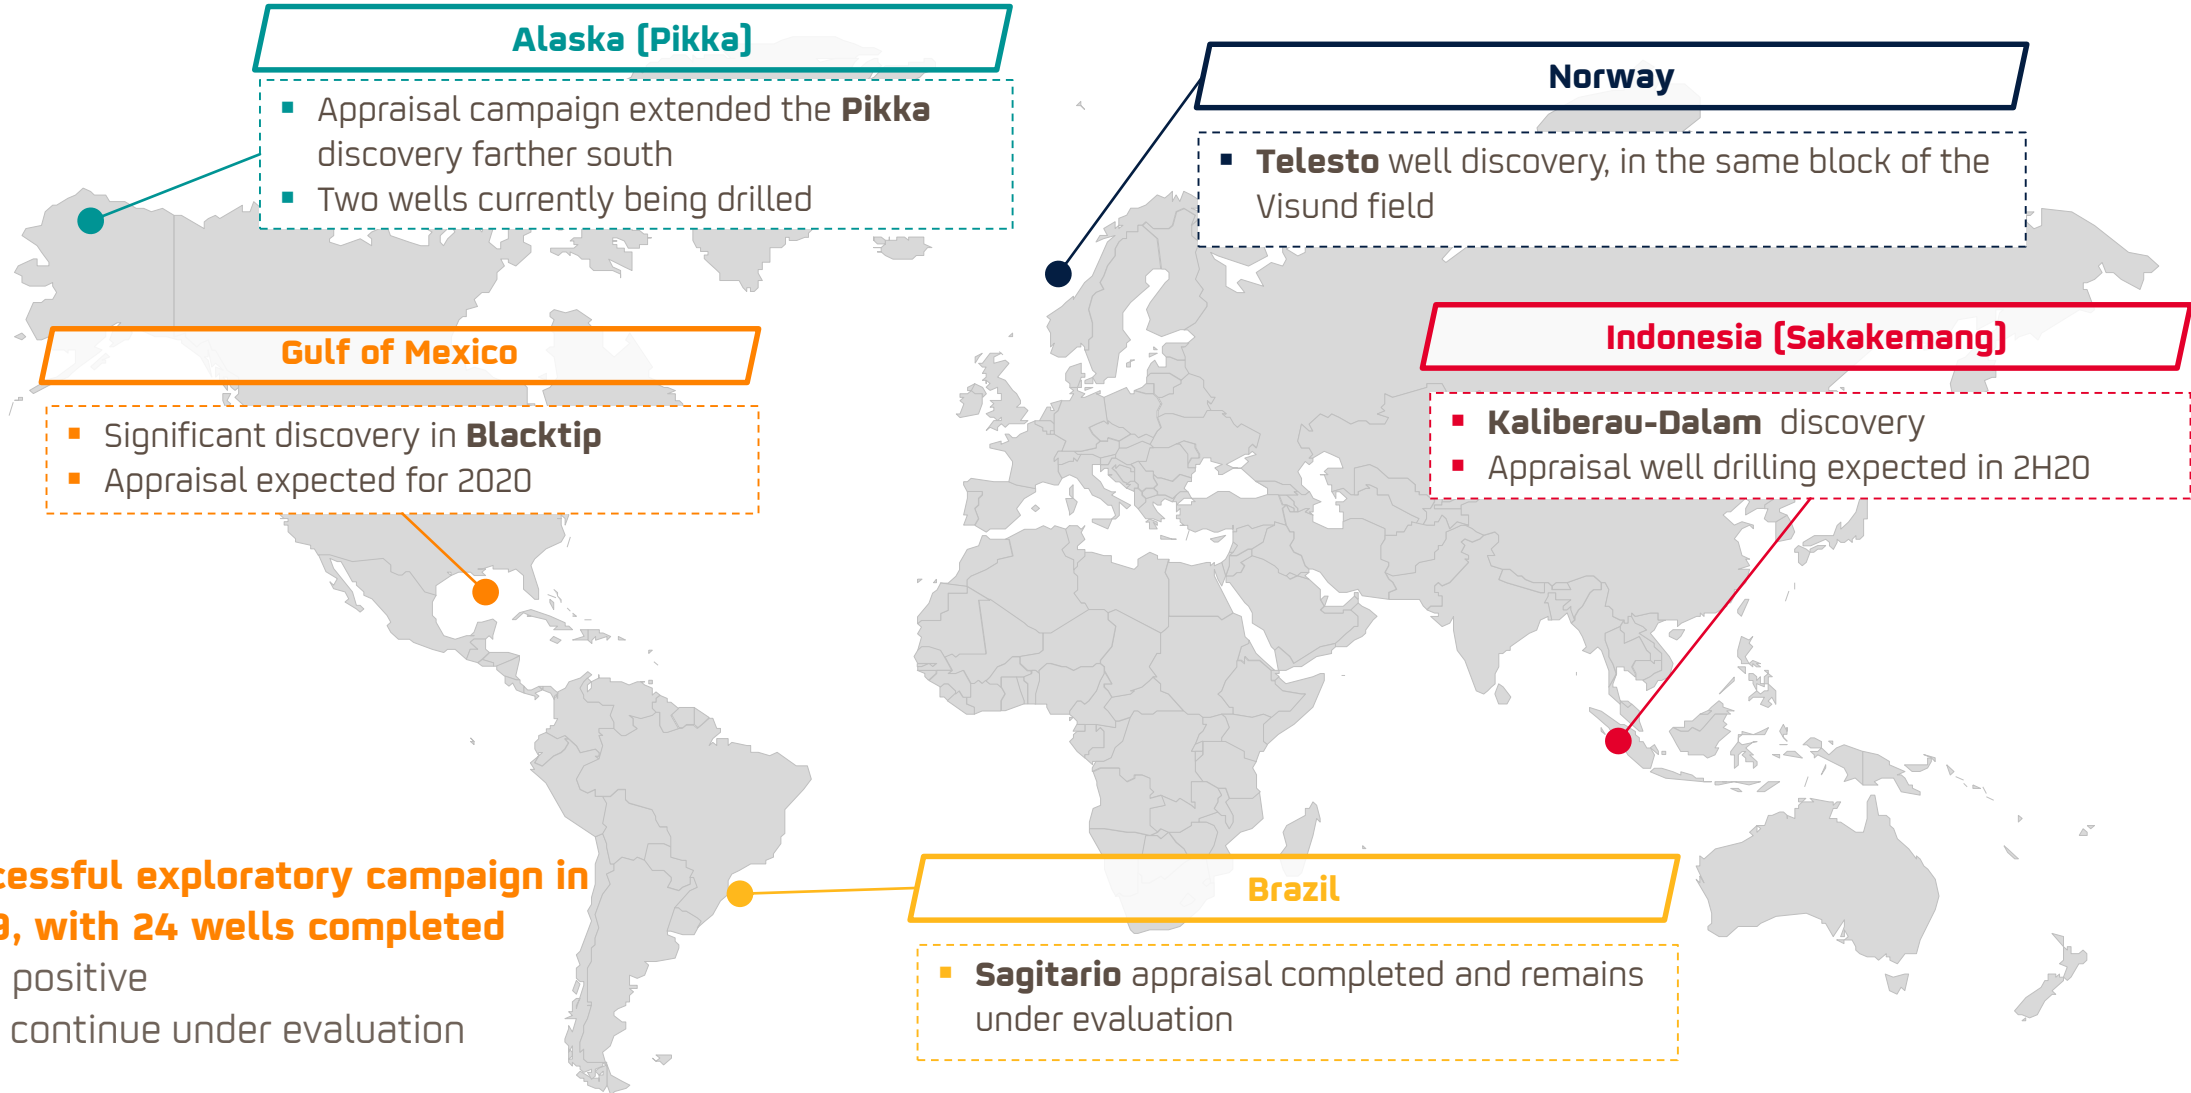 Alaska (Pikka)
▪ Appraisal campaign extended the Pikka
discovery farther south
▪ Two wells currently being drilled
Norway
▪ Telesto well discovery, in the same block of the
Visund field
Gulf of Mexico
▪ Significant discovery in Blacktip
▪ Appraisal expected for 2020
Indonesia (Sakakemang)
▪ Kaliberau-Dalam discovery
▪ Appraisal well drilling expected in 2H20
Brazil
▪ Sagitario appraisal completed and remains
under evaluation
exploratory campaign in
with 24 wells completed
positive
continue under evaluation